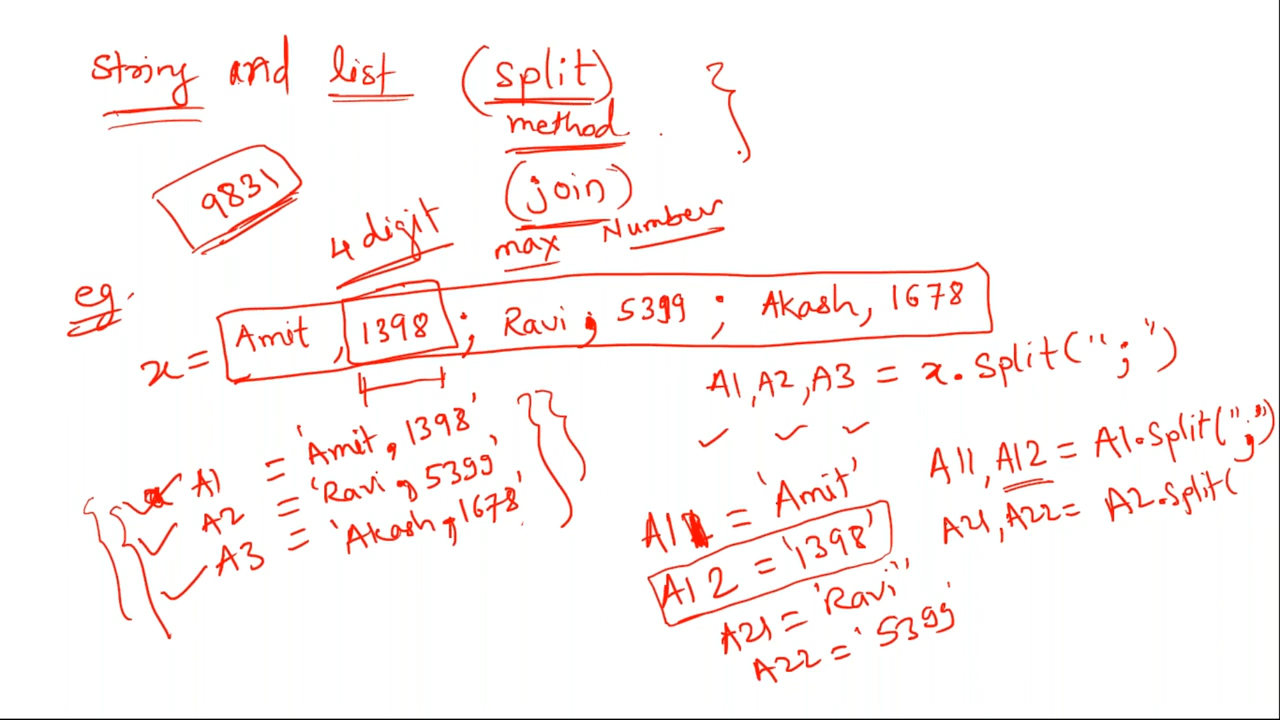 String and list (split)
method
(join)
9831
4 digit
max Number
eg.
x = Amit, 1398; Ravi; 5399; Akash, 1678
A1, A2, A3 = x.split(";")
A1 = 'Amit, 1398'
A2 = 'Ravi, 5399'
A3 = 'Akash, 1678'
A11, A12 = A1.split(";")
A21, A22 = A2.split(
A11 = 'Amit'
A12 = '1398'
A21 = 'Ravi'
A22 = '5399'